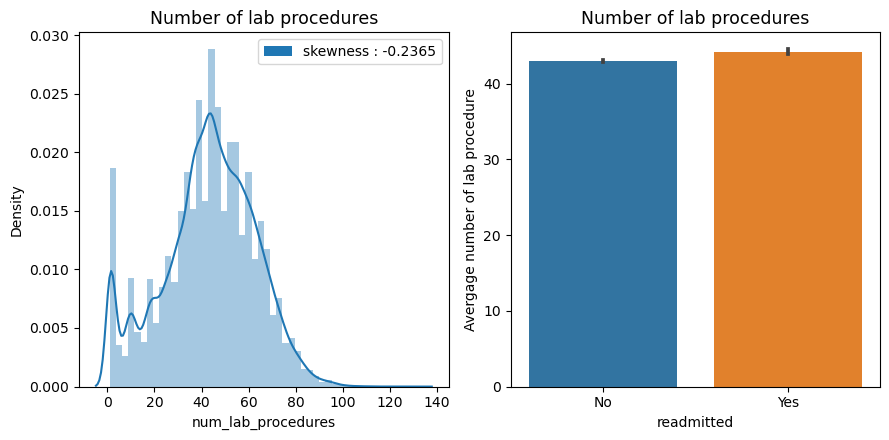 Number of lab procedures
skewness : -0.2365
0.030
0.025
0.020
0.015
0.010
0.005
0.000
Density
0 20 40 60 80 100 120 140
num_lab_procedures
Number of lab procedures
40
30
20
10
0
Avergage number of lab procedure
No Yes
readmitted